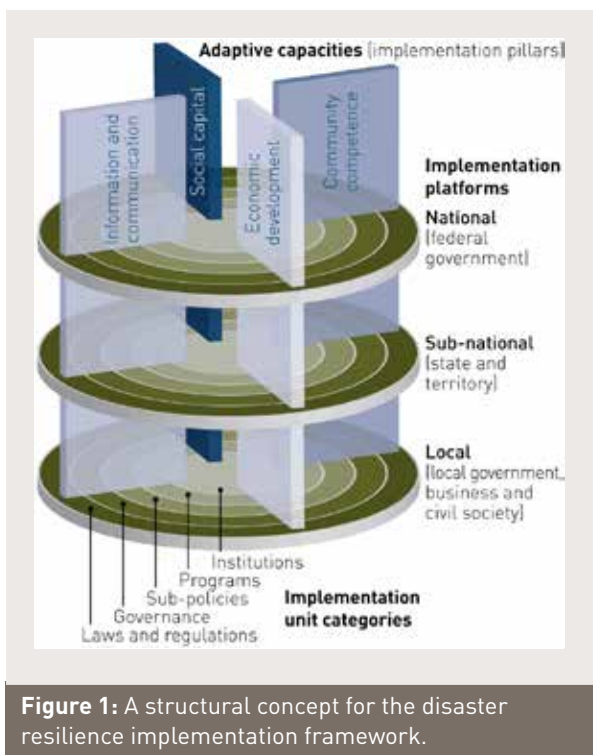 Adaptive capacities (implementation pillars)
Information and
communication
Social capital
Economic
development
Community
competence
Implementation
platforms
National
(federal
government)
Sub-national
(state and
territory)
Local
(local government,
business and
civil society)
Institutions
Programs
Sub-policies
Governance
Laws and regulations
Implementation
unit categories
Figure 1: A structural concept for the disaster
resilience implementation framework.